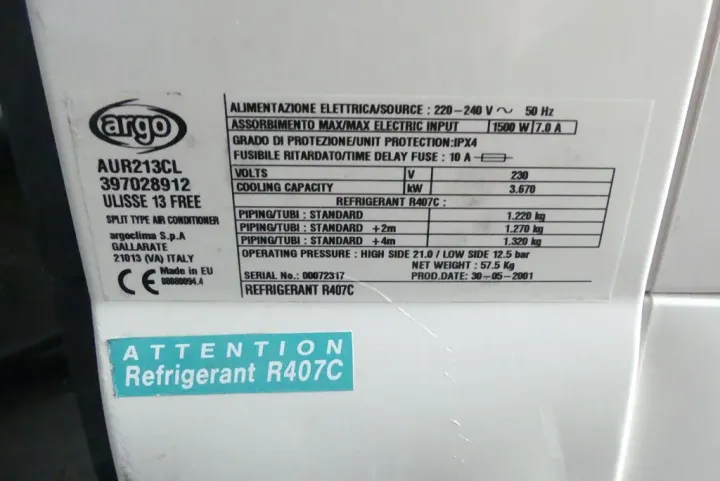 argo
AUR213CL
397028912
ULISSE 13 FREE
SPLIT TYPE AIR CONDITIONER
argoclima S.p.A
GALLARATE
21013 (VA) ITALY
CE Made in EU
ALIMENTAZIONE ELETTRICA/SOURCE : 220-240 V ~ 50 Hz
ASSORBIMENTO MAX/MAX ELECTRIC INPUT 1500 W 7.0 A
GRADO DI PROTEZIONE/UNIT PROTECTION:IPX4
FUSIBILE RITARDATO/TIME DELAY FUSE : 10 A
VOLTS V 230
COOLING CAPACITY kW 3.670
REFRIGERANT R407C :
PIPING/TUBI : STANDARD 1.220 kg
PIPING/TUBI : STANDARD +2m 1.270 kg
PIPING/TUBI : STANDARD +4m 1.320 kg
OPERATING PRESSURE : HIGH SIDE 21.0 / LOW SIDE 12.5 bar
NET WEIGHT : 57.5 Kg
SERIAL No.: 00072317 PROD.DATE: 30-05-2001
REFRIGERANT R407C
ATTENTION
Refrigerant R407C